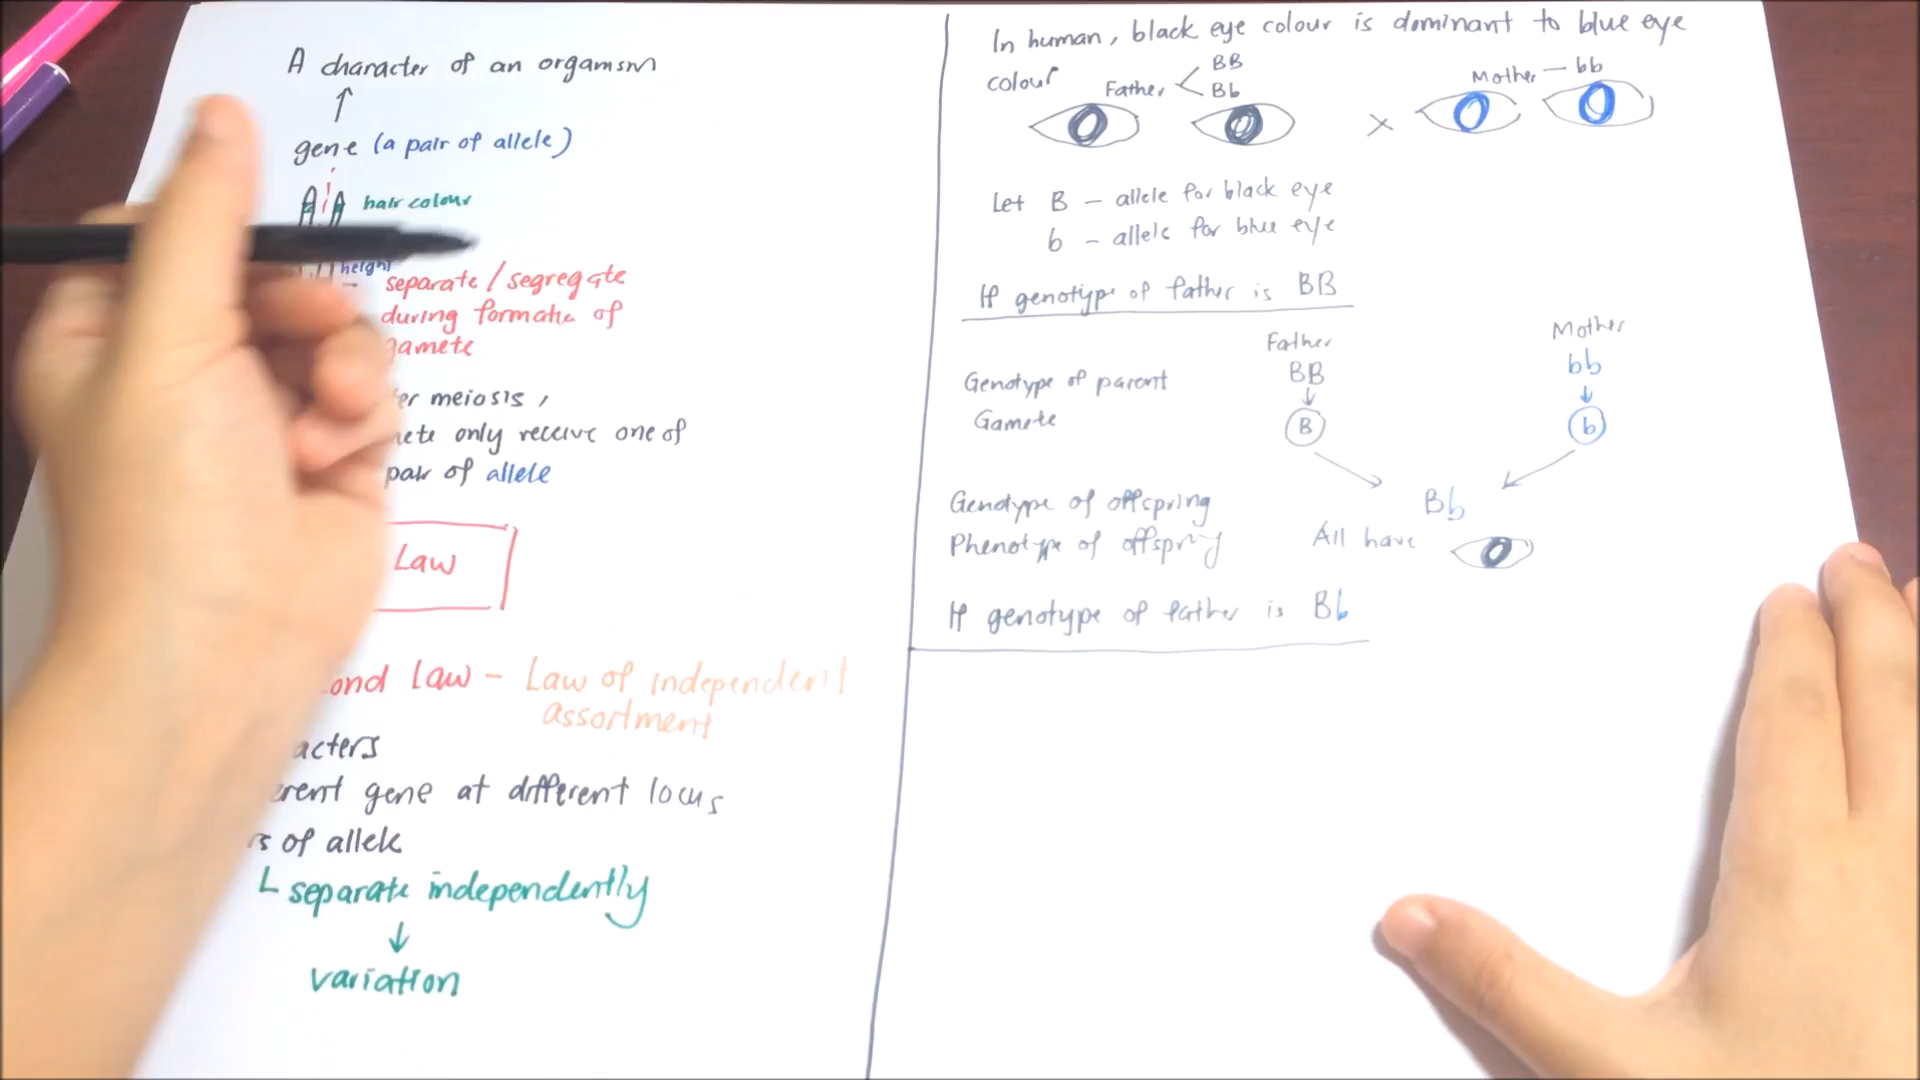 A character of an organism
gene (a pair of allele)
AA hair colour
height
separate / segregate
during formatin of
gamete
meiosis,
only receive one of
pair of allele
Law
Law - Law of independent
assortment
gene at different locus
of allele
separate independently
variation
In human, black eye colour is dominant to blue eye
colour
Father BB
Bb
Mother - bb
x
Let B - allele for black eye
b - allele for blue eye
If genotype of father is BB
Father Mother
Genotype of parent BB bb
Gamete B b
Genotype of offspring Bb
Phenotype of offspring All have
If genotype of father is Bb